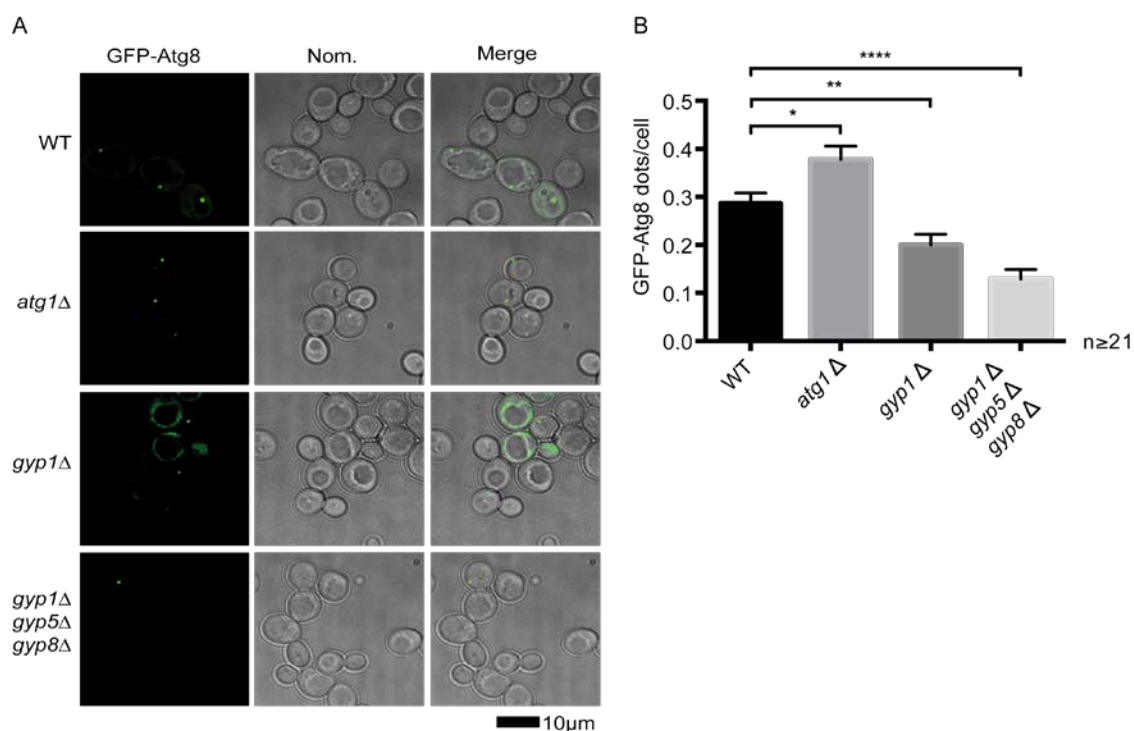 A
GFP-Atg8 Nom. Merge
WT
atg1Δ
gyp1Δ
gyp1Δ
gyp5Δ
gyp8Δ
10μm
B
****
**
*
GFP-Atg8 dots/cell
0.5
0.4
0.3
0.2
0.1
0.0
n≥21
WT
atg1Δ
gyp1Δ
gyp1Δ
gyp5Δ
gyp8Δ